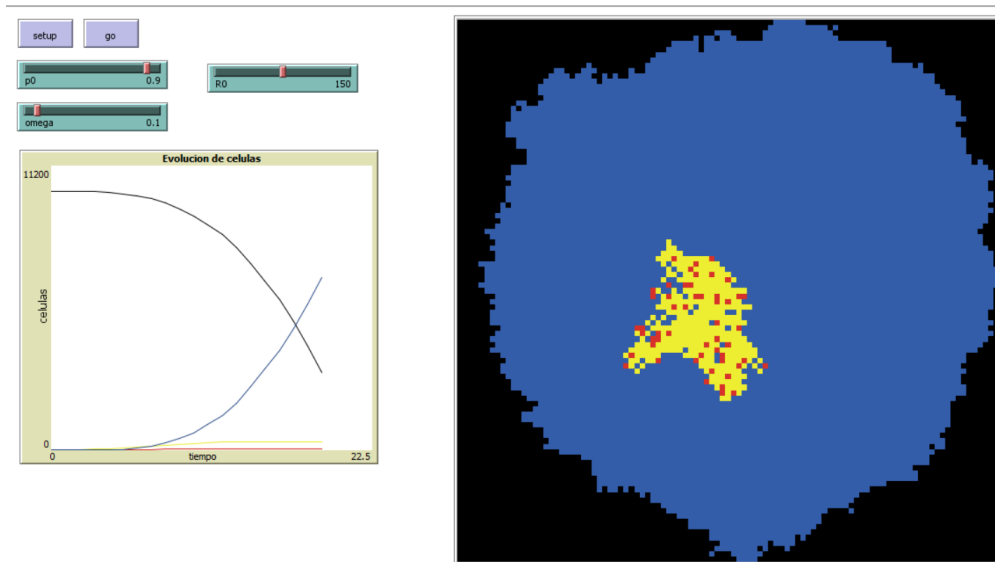 setup
go
p0 0.9
R0 150
omega 0.1
Evolucion de celulas
11200
celulas
0
0 tiempo 22.5